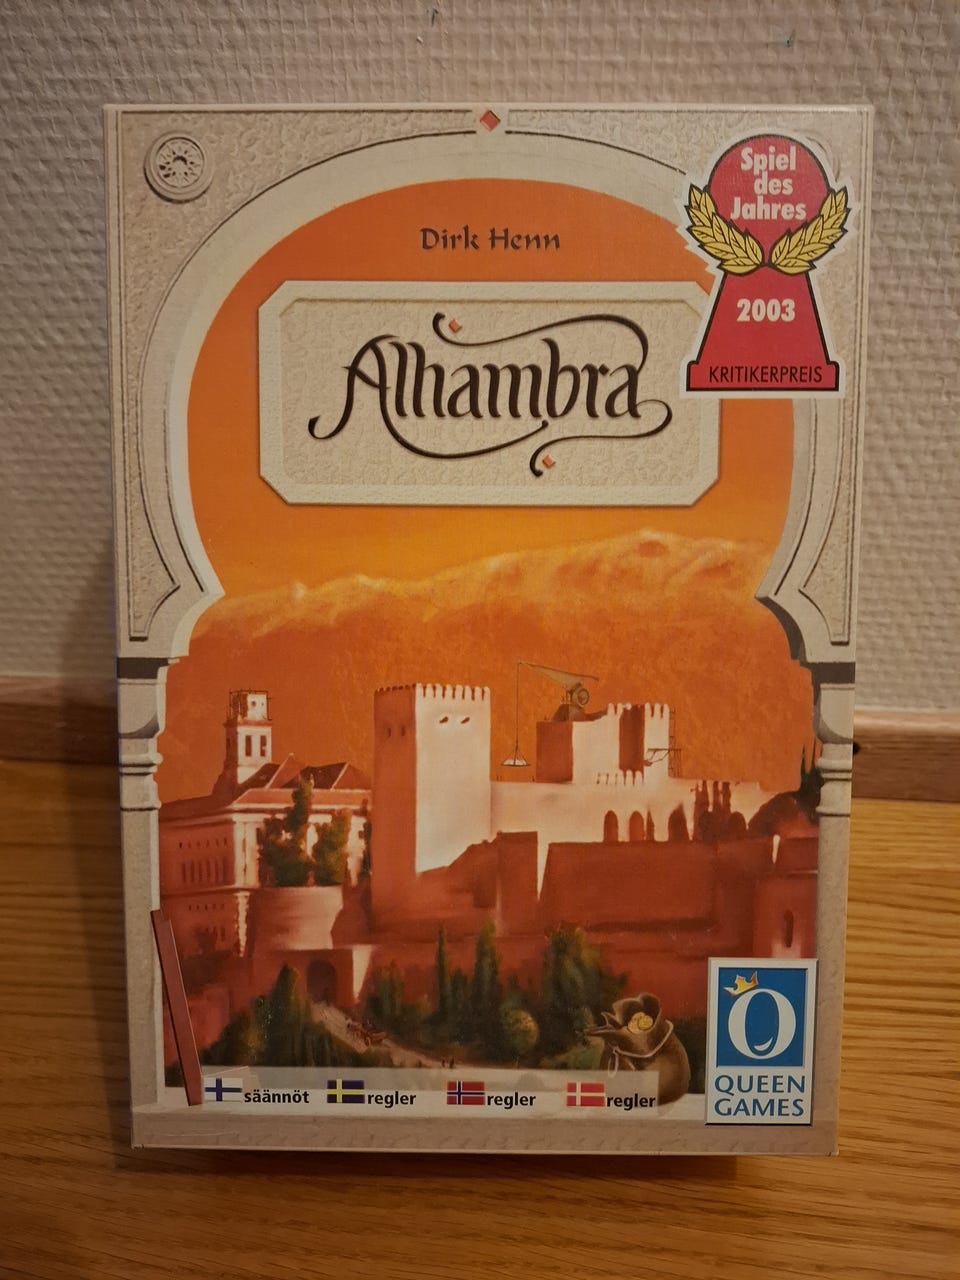 Spiel
des
Jahres
2003
KRITIKERPREIS
Dirk Henn
Alhambra
säännöt
regler
regler
regler
QUEEN
GAMES